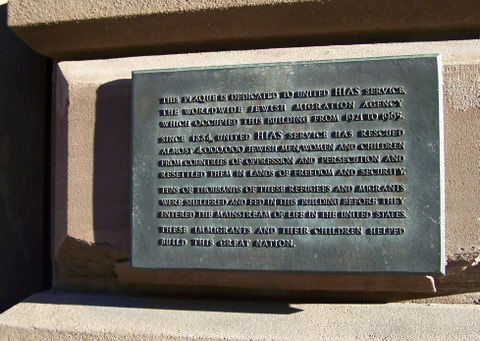 THIS PLAQUE IS DEDICATED TO UNITED HIAS SERVICE
THE WORLDWIDE JEWISH MIGRATION AGENCY
WHICH OCCUPIED THIS BUILDING FROM 1921 TO 1965.
SINCE 1884, UNITED HIAS SERVICE HAS RESCUED
ALMOST 4,000,000 JEWISH MEN, WOMEN AND CHILDREN
FROM COUNTRIES OF OPPRESSION AND PERSECUTION AND
RESETTLED THEM IN LANDS OF FREEDOM AND SECURITY.
TENS OF THOUSANDS OF THESE REFUGEES AND MIGRANTS
WERE SHELTERED AND FED IN THIS BUILDING BEFORE THEY
ENTERED THE MAINSTREAM OF LIFE IN THE UNITED STATES.
THESE IMMIGRANTS AND THEIR CHILDREN HELPED
BUILD THIS GREAT NATION.